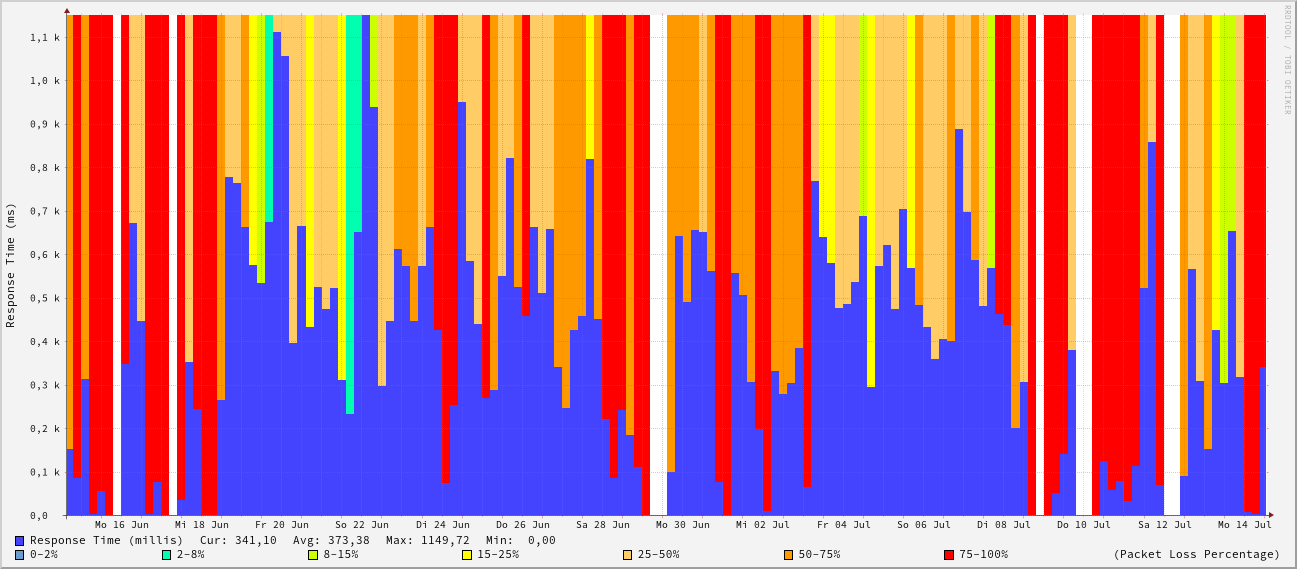 RRDTOOL / TOBI OETIKER
Response Time (ms)
1,1 k
1,0 k
0,9 k
0,8 k
0,7 k
0,6 k
0,5 k
0,4 k
0,3 k
0,2 k
0,1 k
0,0
Mo 16 Jun Mi 18 Jun Fr 20 Jun So 22 Jun Di 24 Jun Do 26 Jun Sa 28 Jun Mo 30 Jun Mi 02 Jul Fr 04 Jul So 06 Jul Di 08 Jul Do 10 Jul Sa 12 Jul Mo 14 Jul
Response Time (millis) Cur: 341,10 Avg: 373,38 Max: 1149,72 Min: 0,00
0-2% 2-8% 8-15% 15-25% 25-50% 50-75% 75-100% (Packet Loss Percentage)